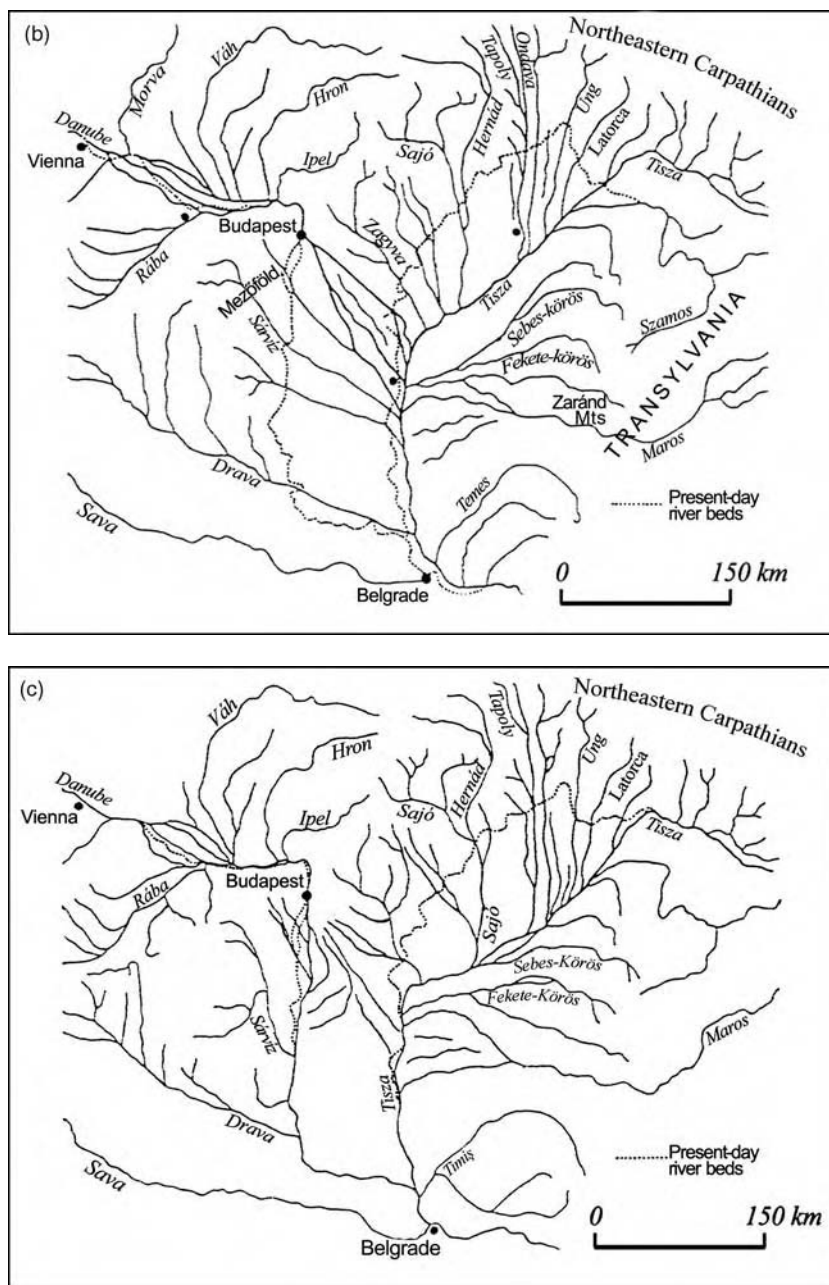 (b)
Northeastern Carpathians
Morva
Váh
Hron
Tapoly
Ondava
Hernád
Ung
Latorca
Danube
Vienna
Ipel
Sajó
Tisza
Budapest
Zagyva
Rába
Mezőföld
Tisza
Sárvíz
Sebes-körös
Szamos
Fekete-körös
TRANSYLVANIA
Zaránd
Mts
Maros
Drava
Temes
Sava
Present-day
river beds
Belgrade
0 150 km
(c)
Northeastern Carpathians
Váh
Tapoly
Hron
Hernád
Ung
Latorca
Danube
Vienna
Ipel
Sajó
Tisza
Rába
Budapest
Sajó
Sebes-Körös
Fekete-Körös
Sárvíz
Maros
Tisza
Drava
Timiş
Present-day
river beds
Sava
0 150 km
Belgrade